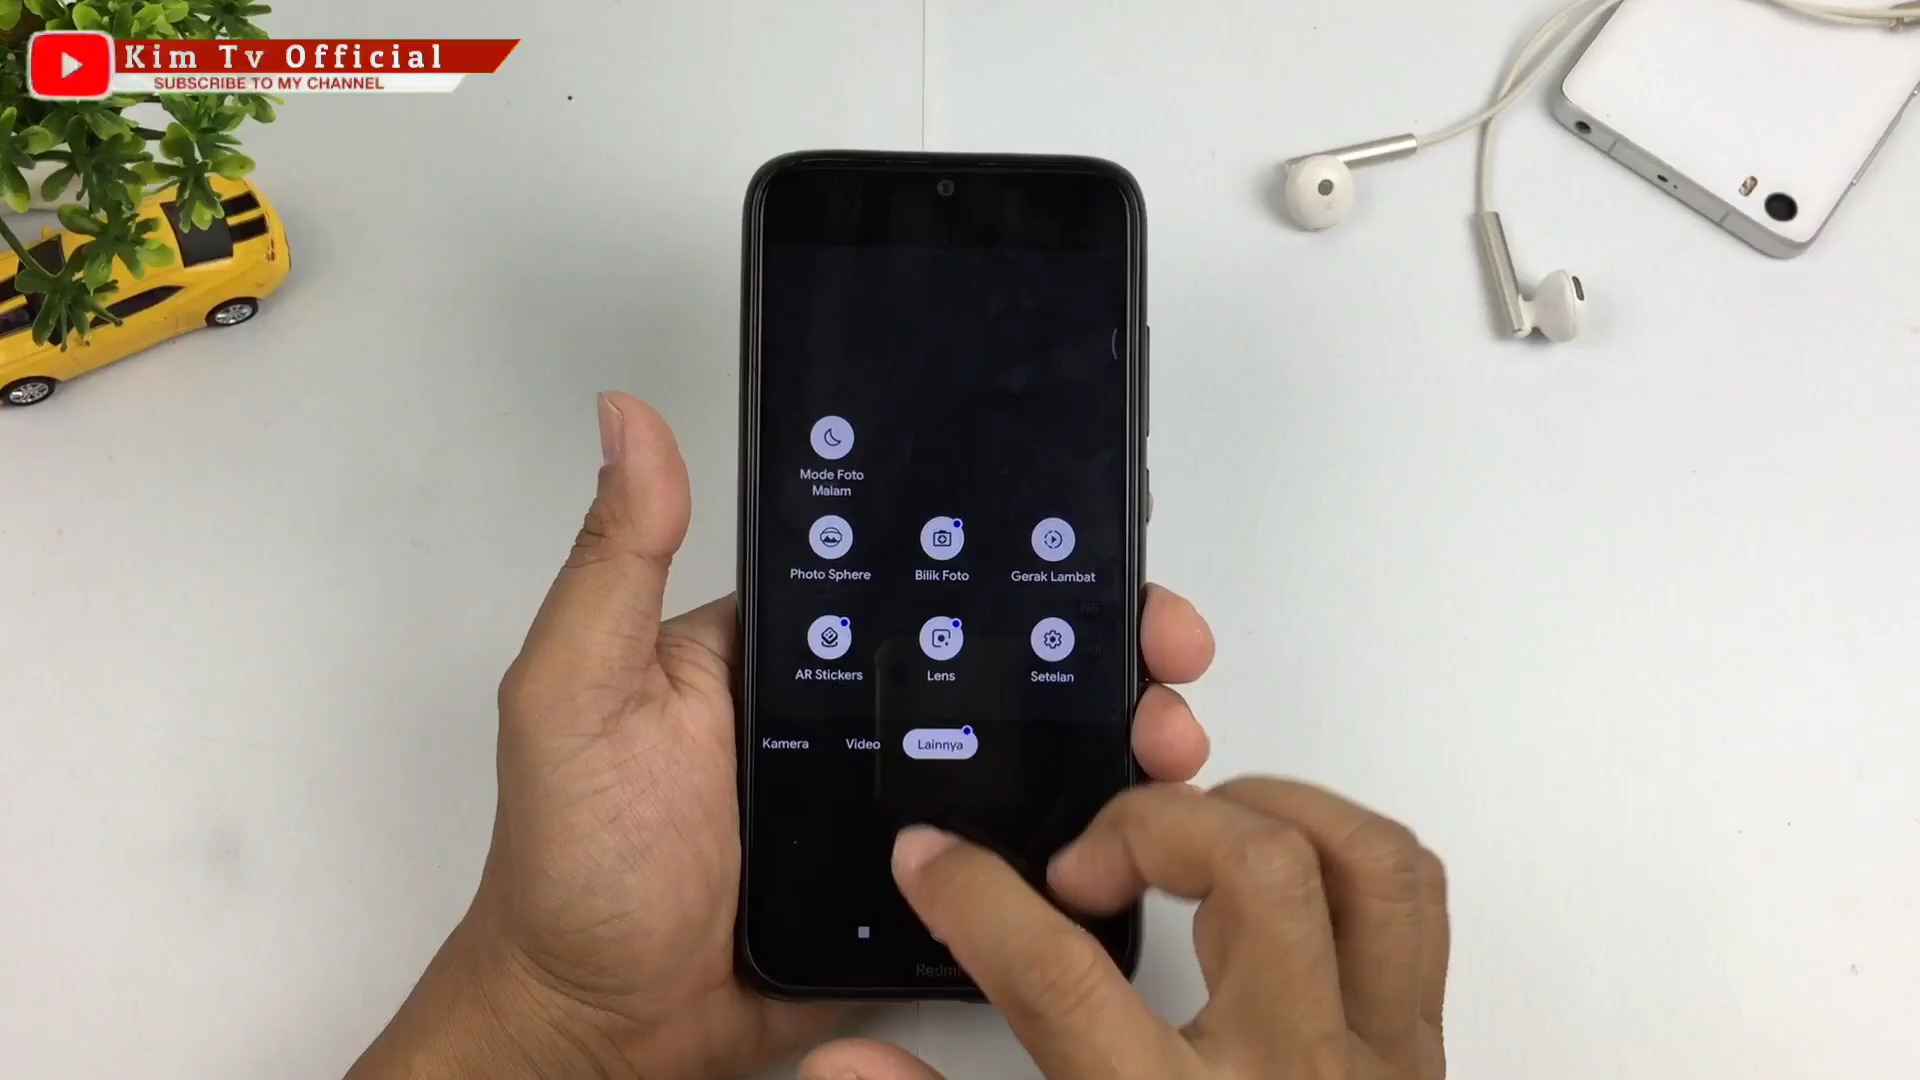 Kim Tv Official
SUBSCRIBE TO MY CHANNEL
Mode Foto
Malam
Photo Sphere
Bilik Foto
Gerak Lambat
AR Stickers
Lens
Setelan
Kamera
Video
Lainnya